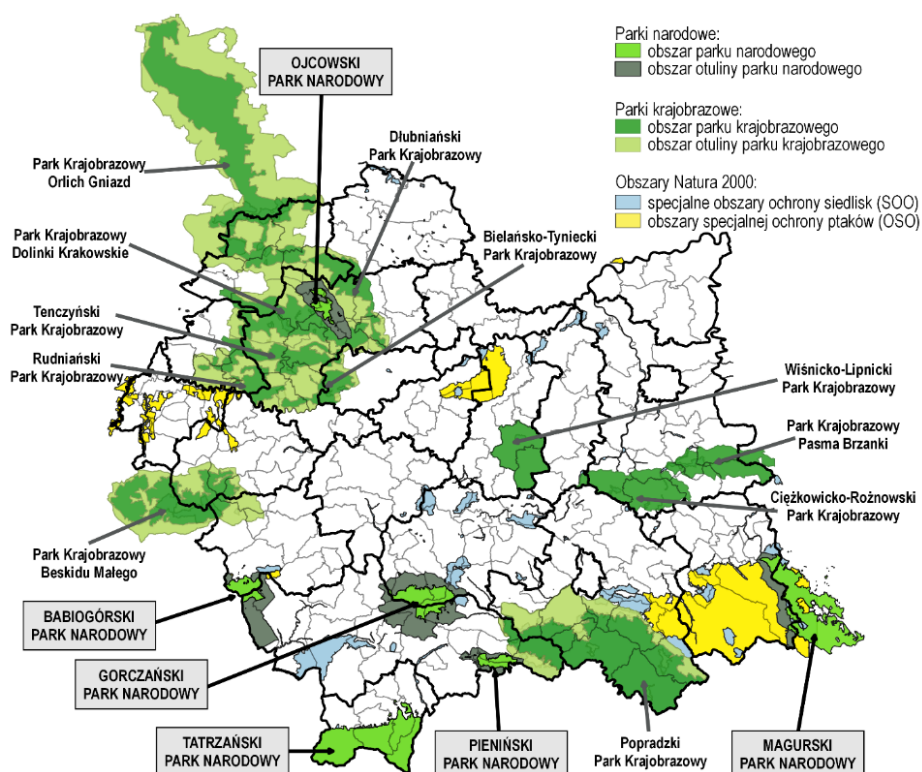 Parki narodowe:
obszar parku narodowego
obszar otuliny parku narodowego
Parki krajobrazowe:
obszar parku krajobrazowego
obszar otuliny parku krajobrazowego
Obszary Natura 2000:
specjalne obszary ochrony siedlisk (SOO)
obszary specjalnej ochrony ptaków (OSO)
OJCOWSKI
PARK NARODOWY
Dłubniański
Park Krajobrazowy
Park Krajobrazowy
Orlich Gniazd
Park Krajobrazowy
Dolinki Krakowskie
Bielańsko-Tyniecki
Park Krajobrazowy
Tenczyński
Park Krajobrazowy
Rudniański
Park Krajobrazowy
Wiśnicko-Lipnicki
Park Krajobrazowy
Park Krajobrazowy
Pasma Brzanki
Ciężkowicko-Rożnowski
Park Krajobrazowy
Park Krajobrazowy
Beskidu Małego
BABIOGÓRSKI
PARK NARODOWY
GORCZAŃSKI
PARK NARODOWY
TATRZAŃSKI
PARK NARODOWY
PIENIŃSKI
PARK NARODOWY
Popradzki
Park Krajobrazowy
MAGURSKI
PARK NARODOWY